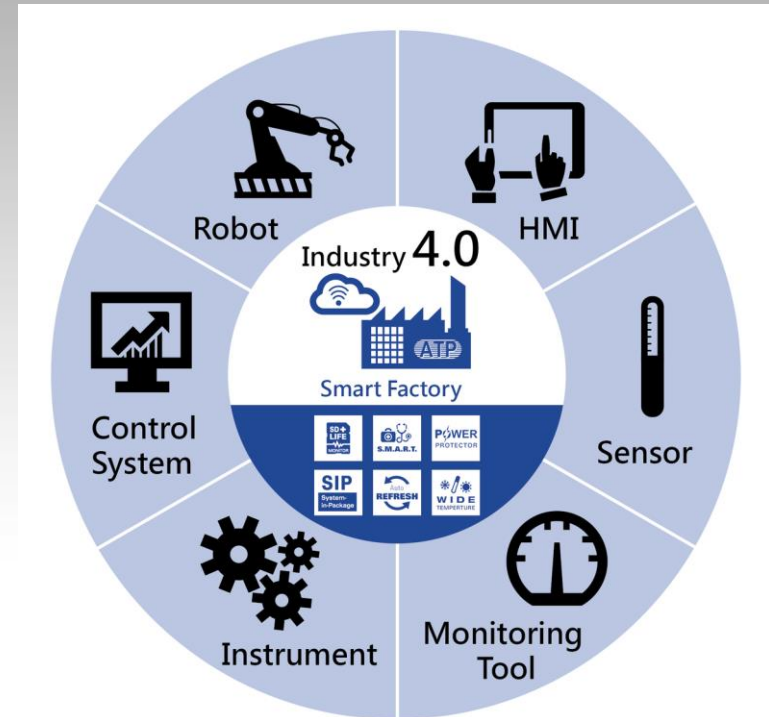 Robot
HMI
Industry 4.0
ATP
Smart Factory
Control
System
Sensor
SD+
LIFE
MONITOR
S.M.A.R.T.
POWER
PROTECTOR
SIP
System-
in-Package
Auto
REFRESH
WIDE
TEMPERTURE
Instrument
Monitoring
Tool